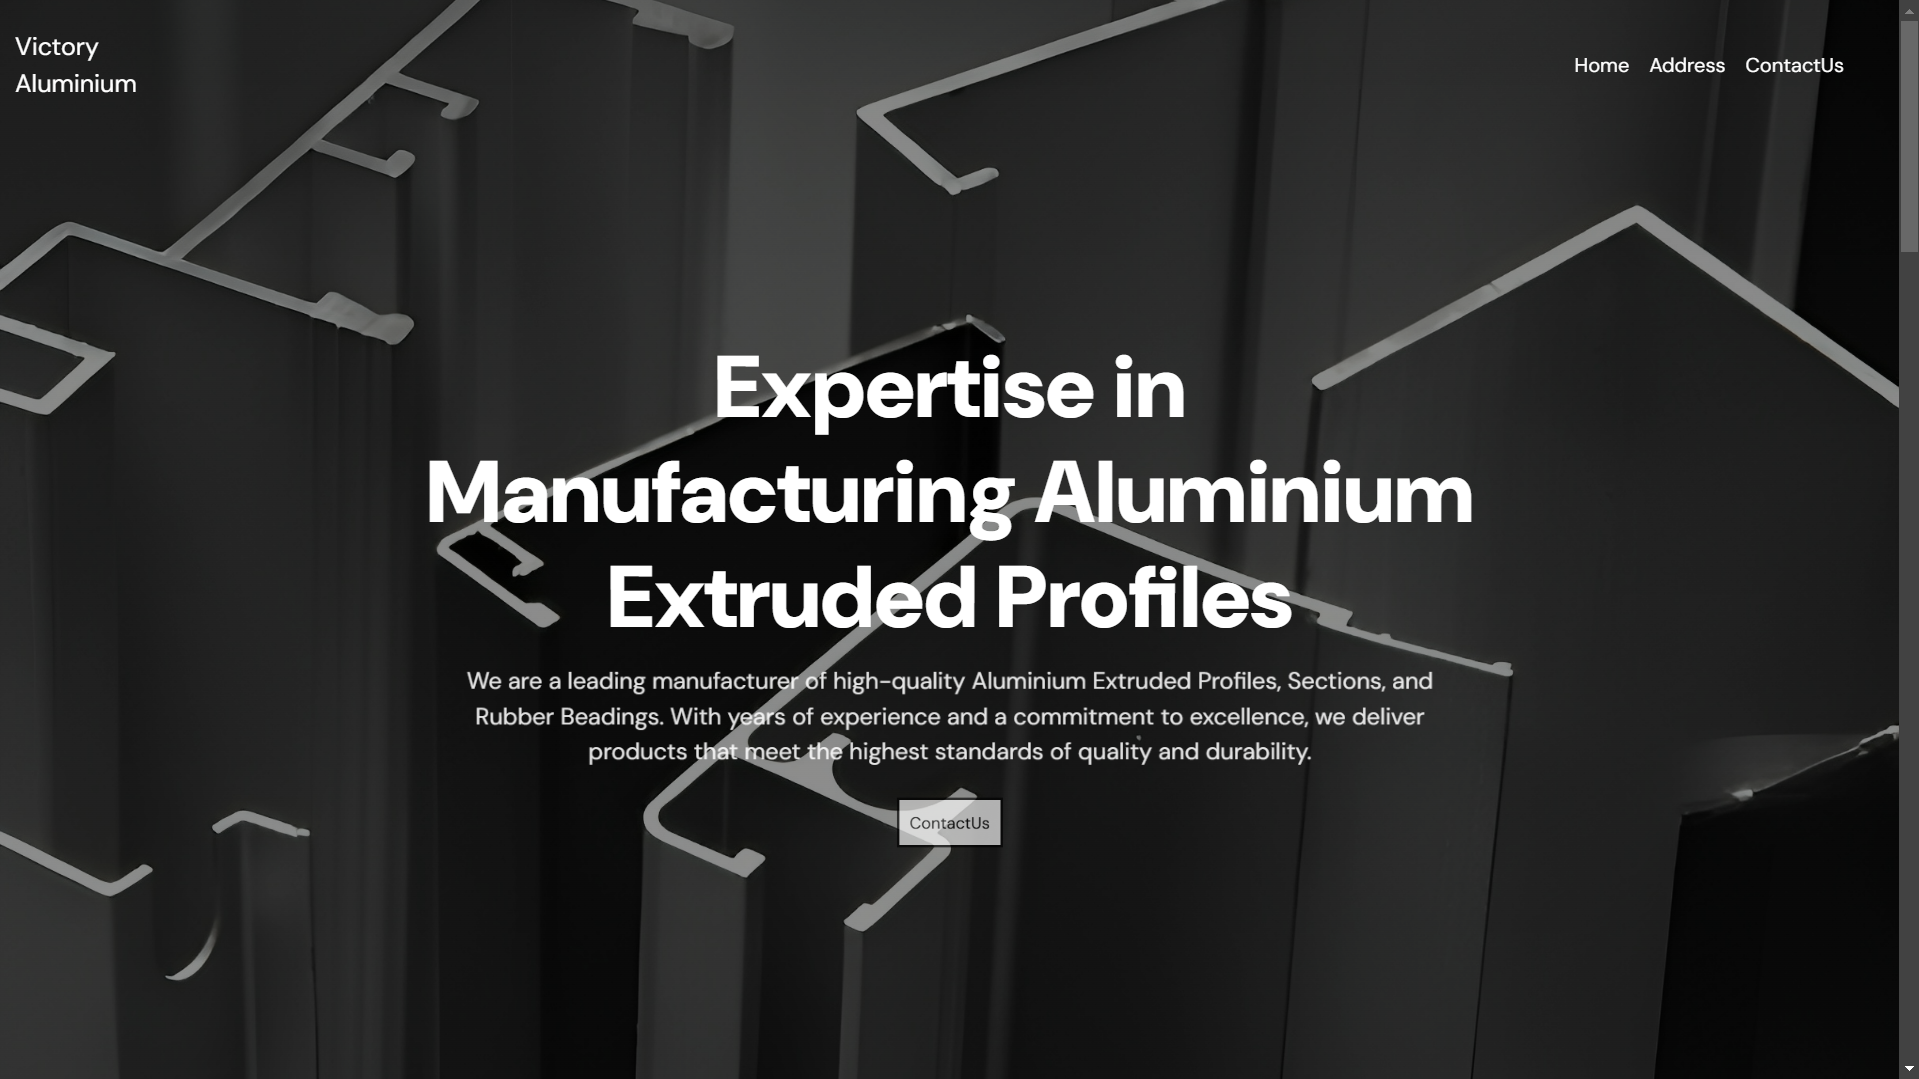 Victory
Aluminium
Home Address ContactUs
Expertise in
Manufacturing Aluminium
Extruded Profiles
We are a leading manufacturer of high-quality Aluminium Extruded Profiles, Sections, and
Rubber Beadings. With years of experience and a commitment to excellence, we deliver
products that meet the highest standards of quality and durability.
ContactUs